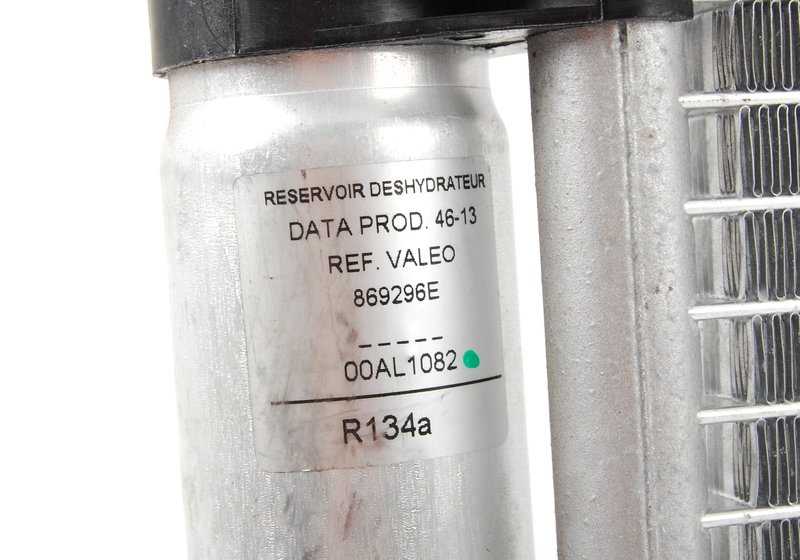 RESERVOIR DESHYDRATEUR
DATA PROD. 46-13
REF. VALEO
869296E
_ _ _ _ _
00AL1082
R134a